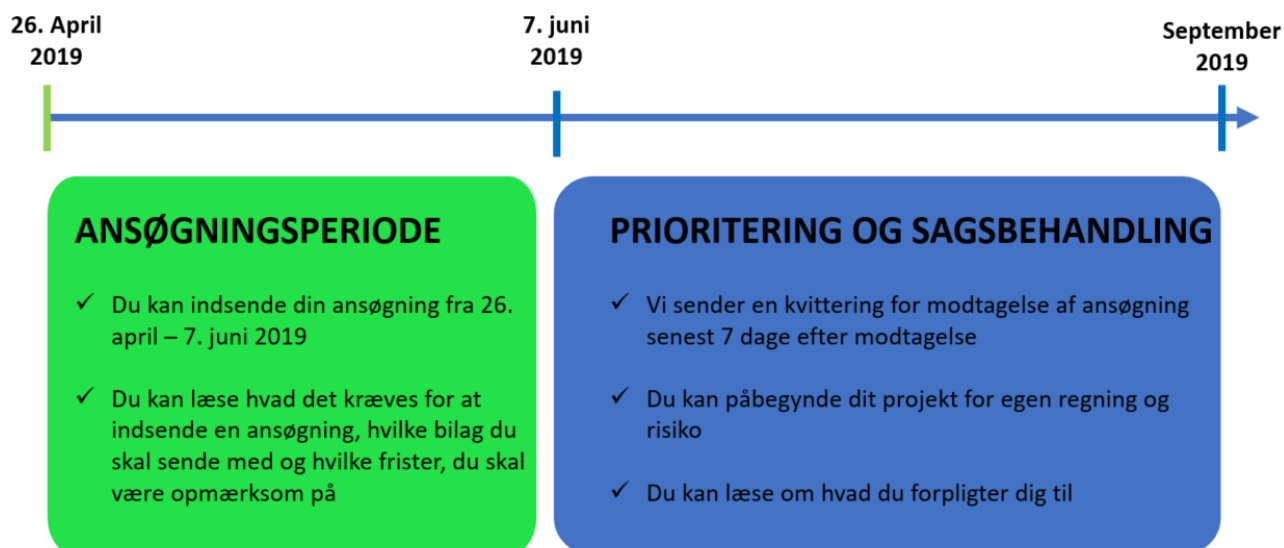 26. April
2019
7. juni
2019
September
2019
ANSØGNINGSPERIODE
✓ Du kan indsende din ansøgning fra 26.
april – 7. juni 2019
✓ Du kan læse hvad det kræves for at
indsende en ansøgning, hvilke bilag du
skal sende med og hvilke frister, du skal
være opmærksom på
PRIORITERING OG SAGSBEHANDLING
✓ Vi sender en kvittering for modtagelse af ansøgning
senest 7 dage efter modtagelse
✓ Du kan påbegynde dit projekt for egen regning og
risiko
✓ Du kan læse om hvad du forpligter dig til